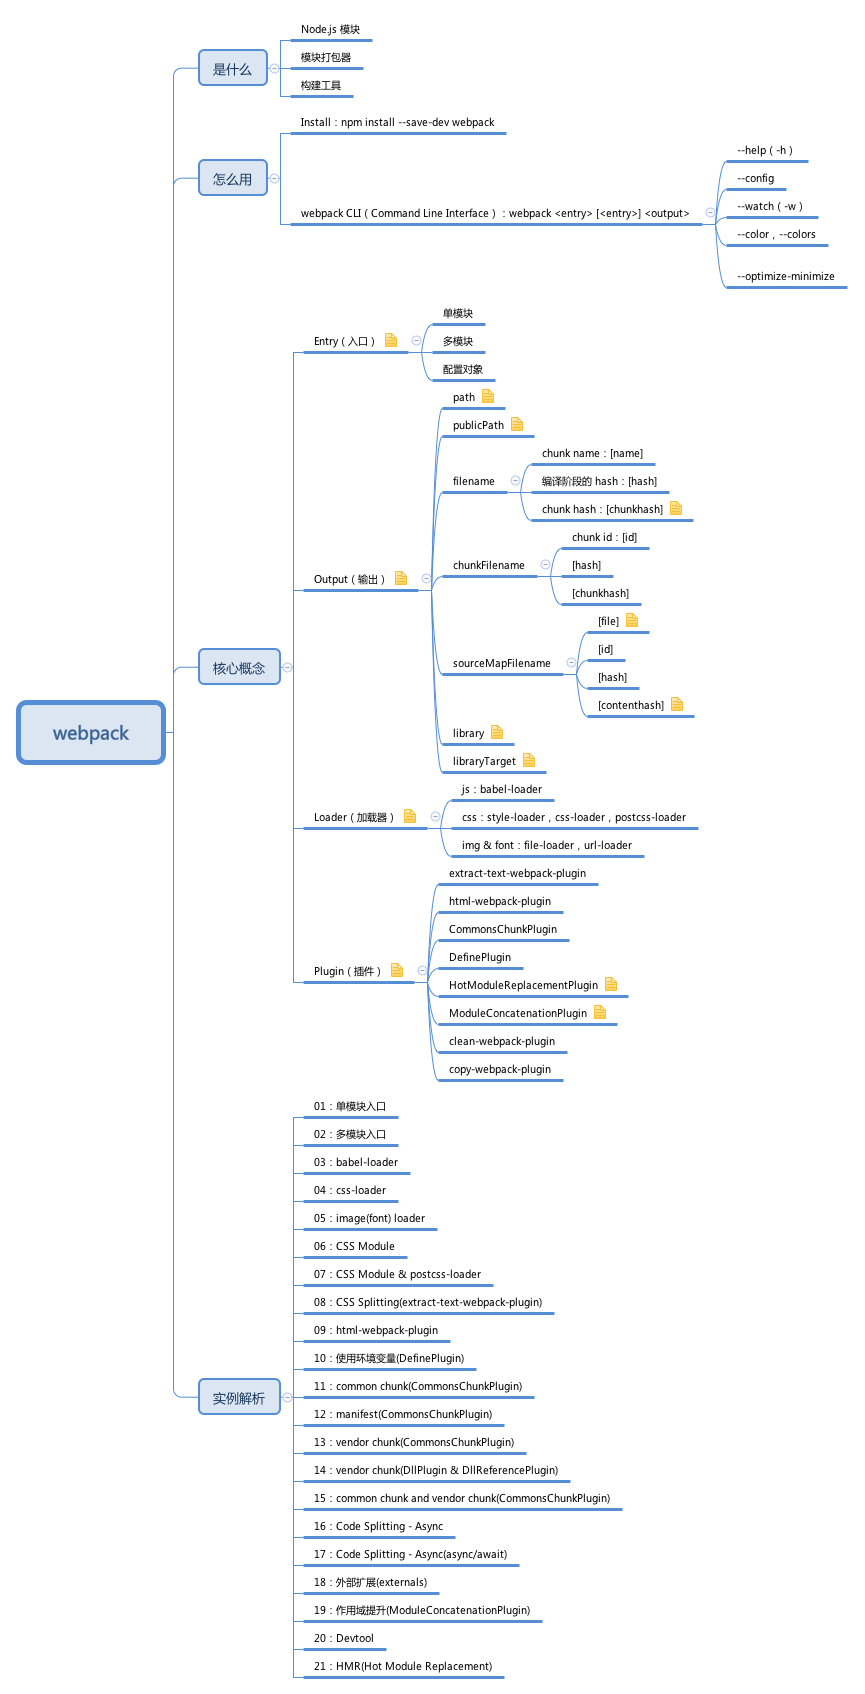 webpack
是什么
Node.js 模块
模块打包器
构建工具
怎么用
Install：npm install --save-dev webpack
webpack CLI（Command Line Interface）：webpack <entry> [<entry>] <output>
--help（-h）
--config
--watch（-w）
--color，--colors
--optimize-minimize
核心概念
Entry（入口）
单模块
多模块
配置对象
Output（输出）
path
publicPath
filename
chunk name：[name]
编译阶段的 hash：[hash]
chunk hash：[chunkhash]
chunkFilename
chunk id：[id]
[hash]
[chunkhash]
sourceMapFilename
[file]
[id]
[hash]
[contenthash]
library
libraryTarget
Loader（加载器）
js：babel-loader
css：style-loader，css-loader，postcss-loader
img & font：file-loader，url-loader
Plugin（插件）
extract-text-webpack-plugin
html-webpack-plugin
CommonsChunkPlugin
DefinePlugin
HotModuleReplacementPlugin
ModuleConcatenationPlugin
clean-webpack-plugin
copy-webpack-plugin
实例解析
01：单模块入口
02：多模块入口
03：babel-loader
04：css-loader
05：image(font) loader
06：CSS Module
07：CSS Module & postcss-loader
08：CSS Splitting(extract-text-webpack-plugin)
09：html-webpack-plugin
10：使用环境变量(DefinePlugin)
11：common chunk(CommonsChunkPlugin)
12：manifest(CommonsChunkPlugin)
13：vendor chunk(CommonsChunkPlugin)
14：vendor chunk(DllPlugin & DllReferencePlugin)
15：common chunk and vendor chunk(CommonsChunkPlugin)
16：Code Splitting - Async
17：Code Splitting - Async(async/await)
18：外部扩展(externals)
19：作用域提升(ModuleConcatenationPlugin)
20：Devtool
21：HMR(Hot Module Replacement)